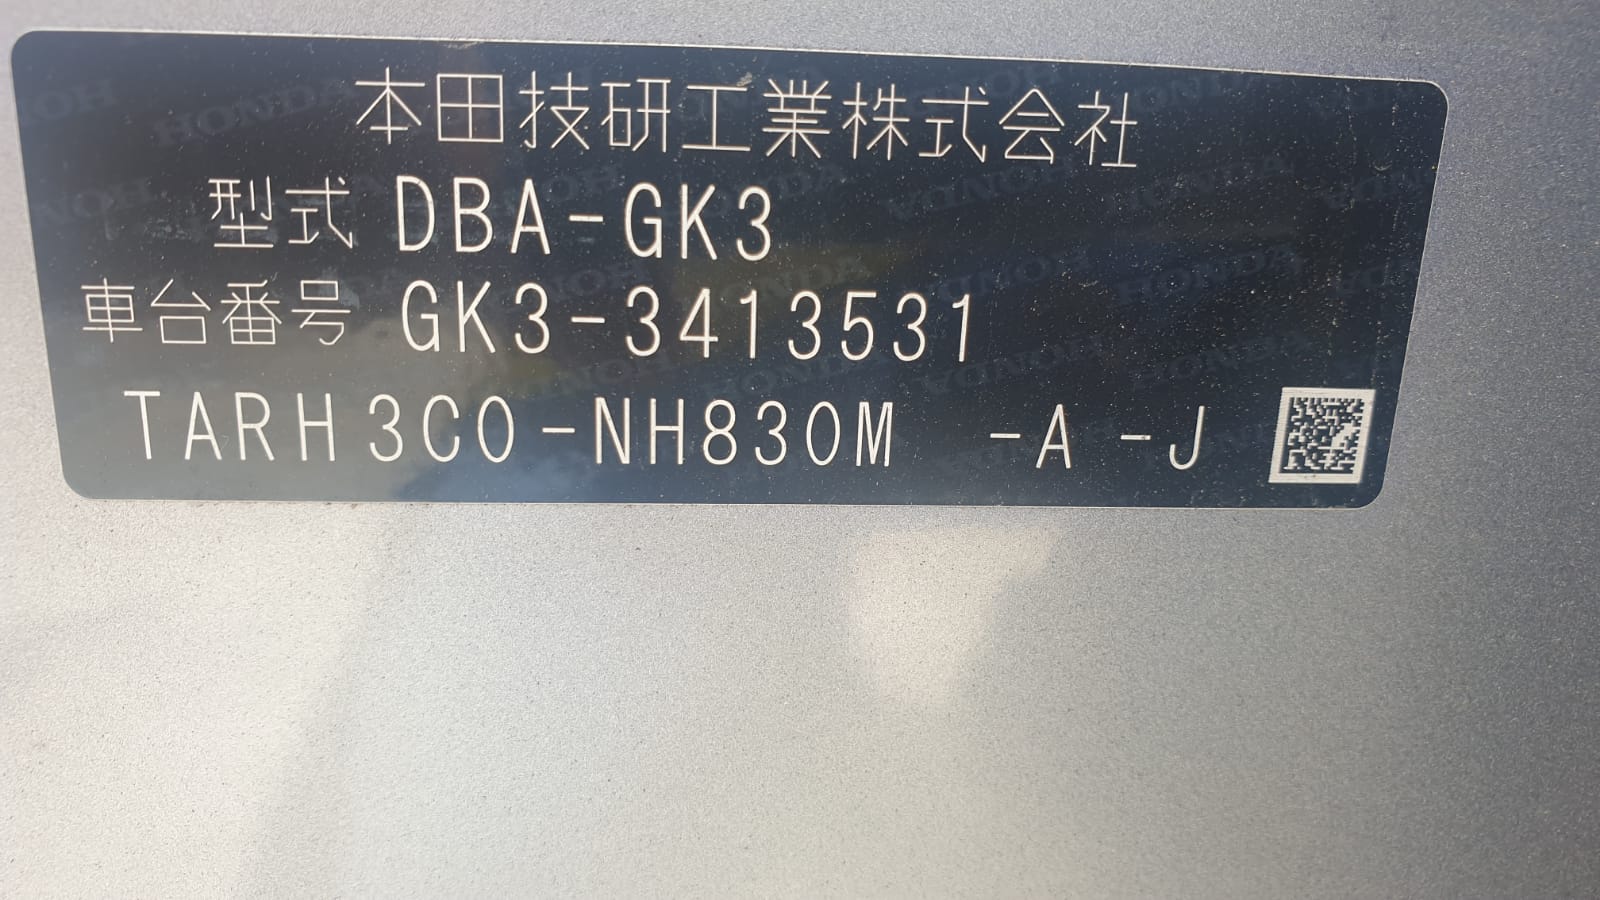 本田技研工業株式会社
型式 DBA-GK3
車台番号 GK3-3413531
TARH3C0-NH830M -A -J